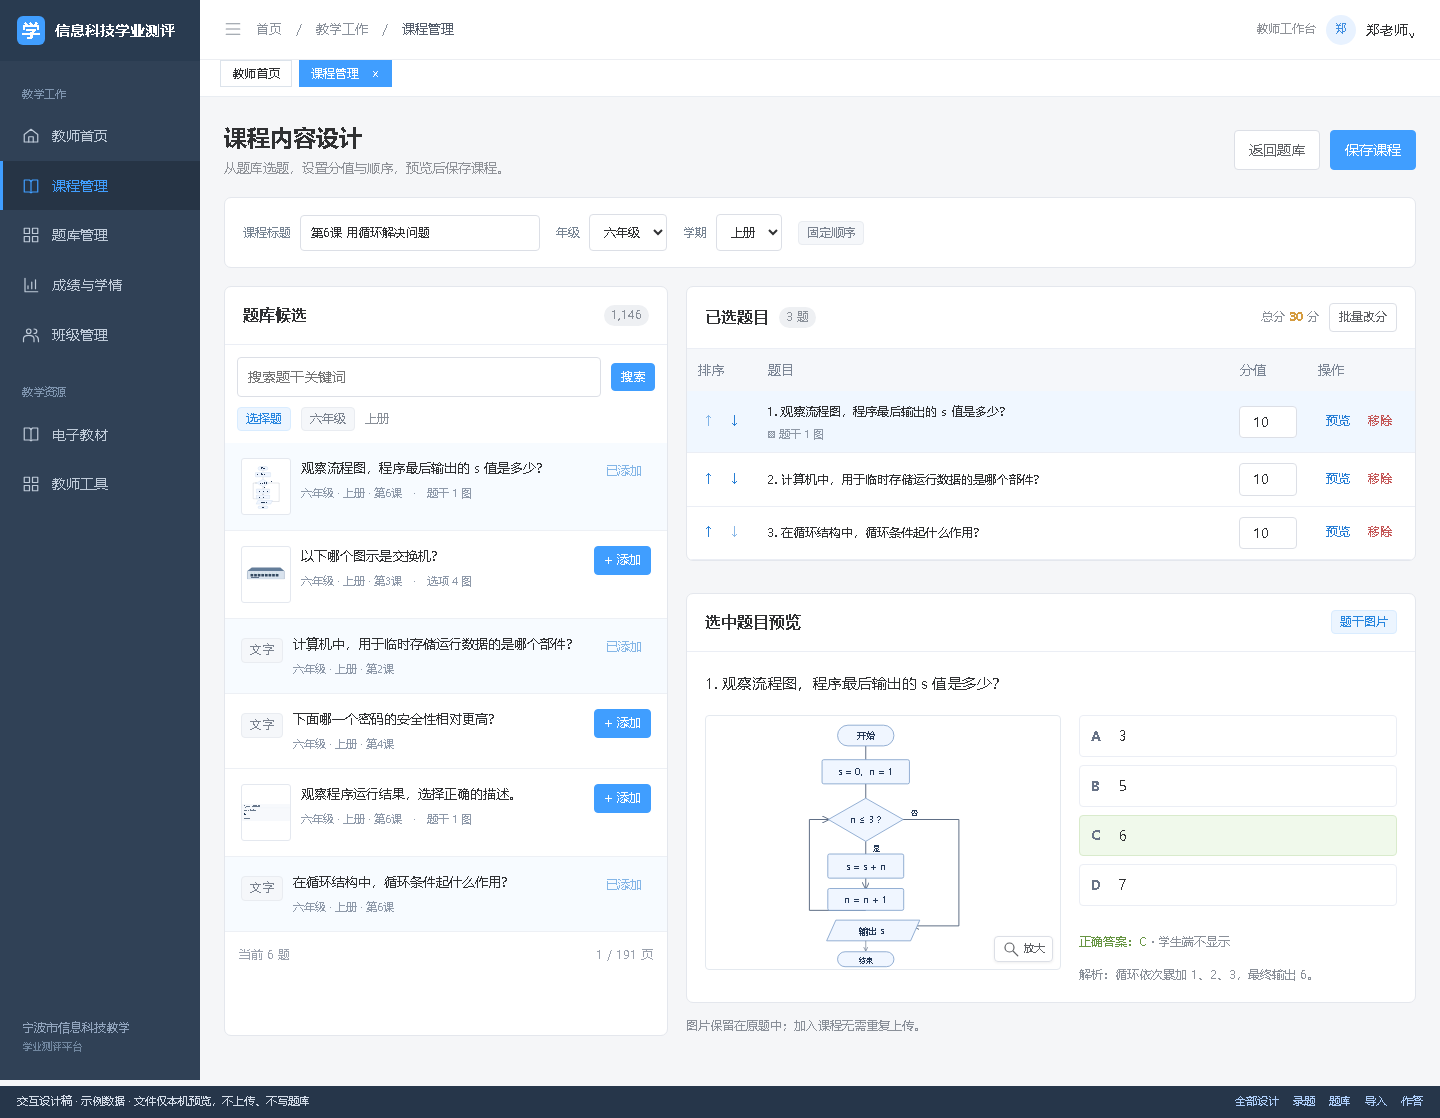 学 信息科技学业测评
教学工作
教师首页
课程管理
题库管理
成绩与学情
班级管理
教学资源
电子教材
教师工具
宁波市信息科技教学
学业测评平台
首页 / 教学工作 / 课程管理
教师工作台 郑 郑老师
教师首页 课程管理 ×
课程内容设计
从题库选题，设置分值与顺序，预览后保存课程。
返回题库 保存课程
课程标题 第6课 用循环解决问题 年级 六年级 学期 上册 固定顺序
题库候选 1,146
搜索题干关键词 搜索
选择题 六年级 上册
观察流程图，程序最后输出的 s 值是多少？ 已添加
六年级 · 上册 · 第6课 · 题干 1 图
以下哪个图示是交换机？ + 添加
六年级 · 上册 · 第3课 · 选项 4 图
文字 计算机中，用于临时存储运行数据的是哪个部件？ 已添加
六年级 · 上册 · 第2课
文字 下面哪一个密码的安全性相对更高？ + 添加
六年级 · 上册 · 第4课
观察程序运行结果，选择正确的描述。 + 添加
六年级 · 上册 · 第6课 · 题干 1 图
文字 在循环结构中，循环条件起什么作用？ 已添加
六年级 · 上册 · 第6课
当前 6 题 1 / 191 页
已选题目 3 题 总分 30 分 批量改分
排序 题目 分值 操作
↑ ↓ 1. 观察流程图，程序最后输出的 s 值是多少？ 10 预览 移除
题干 1 图
↑ ↓ 2. 计算机中，用于临时存储运行数据的是哪个部件？ 10 预览 移除
↑ ↓ 3. 在循环结构中，循环条件起什么作用？ 10 预览 移除
选中题目预览 题干图片
1. 观察流程图，程序最后输出的 s 值是多少？
开始
s = 0, n = 1
n ≤ 3 ?
否
是
s = s + n
n = n + 1
输出 s
结束
放大
A 3
B 5
C 6
D 7
正确答案：C · 学生端不显示
解析：循环依次累加 1、2、3，最终输出 6。
图片保留在原题中；加入课程无需重复上传。
交互设计稿 · 示例数据 · 文件仅本机预览，不上传、不写题库
全部设计 录题 题库 导入 作答